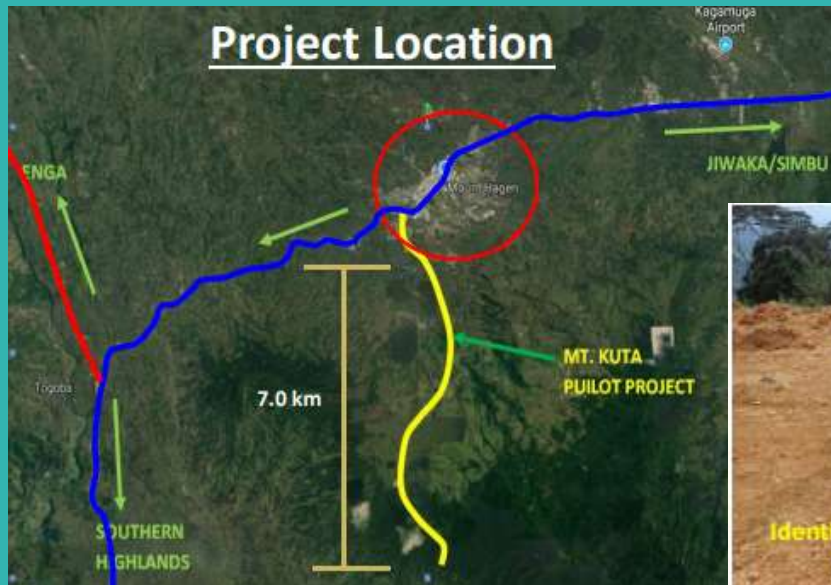 Project Location
Kagamuga
Airport
ENGA
JIWAKA/SIMBU
Mount Hagen
MT. KUTA
PUILOT PROJECT
7.0 km
Togoba
SOUTHERN
HIGHLANDS